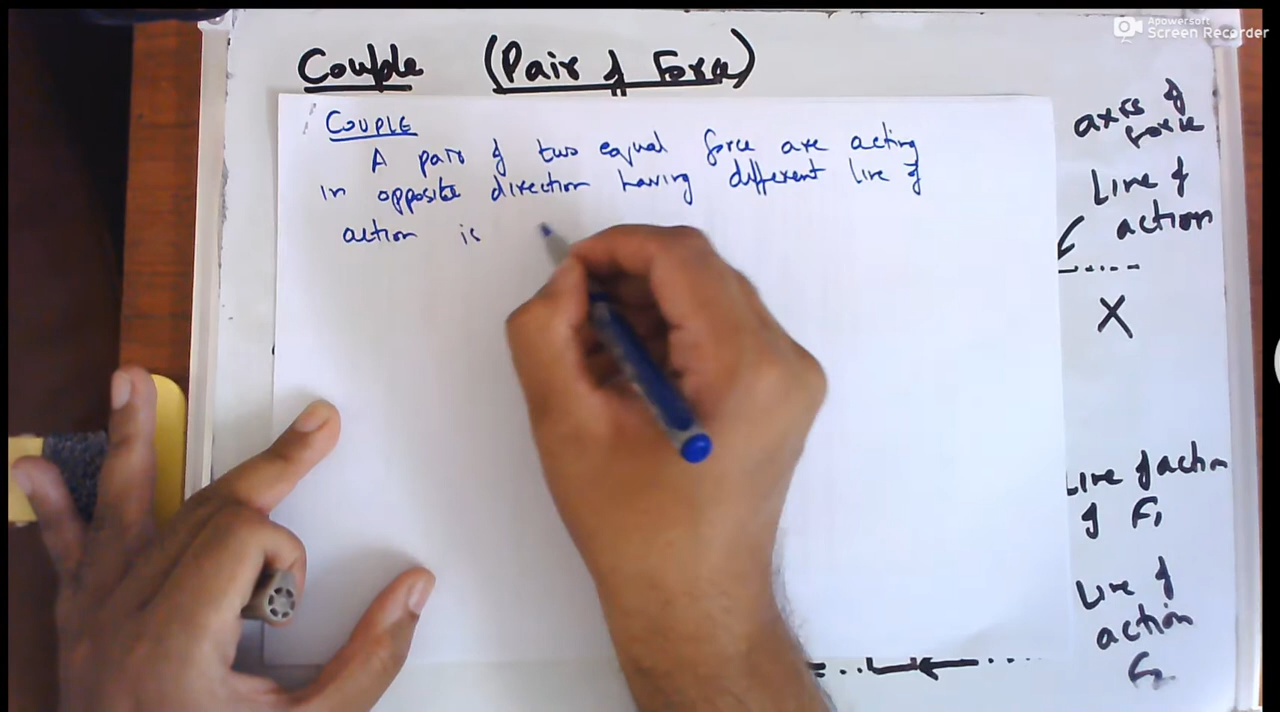 Apowersoft
Screen Recorder
Couple (Pair of Force)
COUPLE
A pair of two equal force are acting
in opposite direction having different line of
action is
axis of
force
Line of
action
X
Line of action
of F1
Line of
action
F2